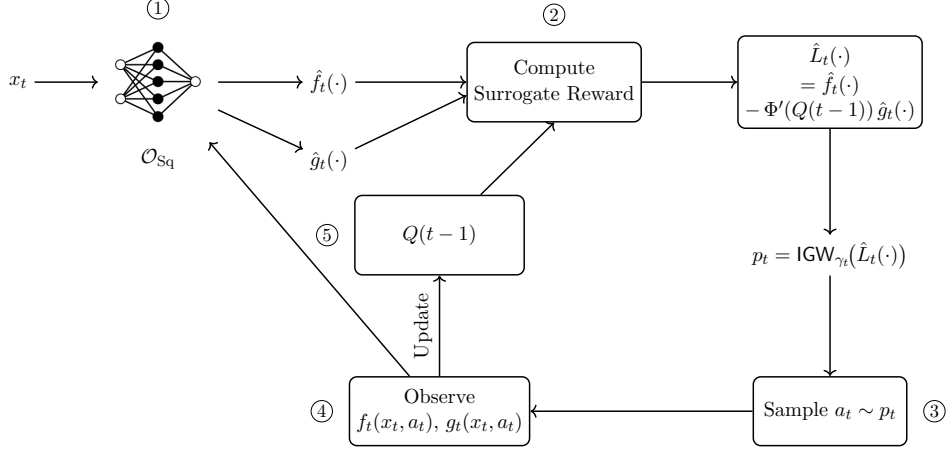 ①
②
x_t
f̂_t(·)
ĝ_t(·)
𝒪_Sq
Compute
Surrogate Reward
L̂_t(·)
= f̂_t(·)
− Φ′(Q(t − 1)) ĝ_t(·)
⑤
Q(t − 1)
p_t = IGW_{γ_t}(L̂_t(·))
Update
④
Observe
f_t(x_t, a_t), g_t(x_t, a_t)
Sample a_t ∼ p_t
③